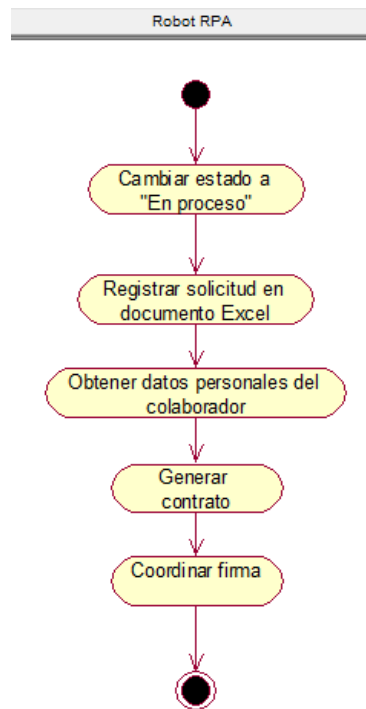 Robot RPA
Cambiar estado a
"En proceso"
Registrar solicitud en
documento Excel
Obtener datos personales del
colaborador
Generar
contrato
Coordinar firma